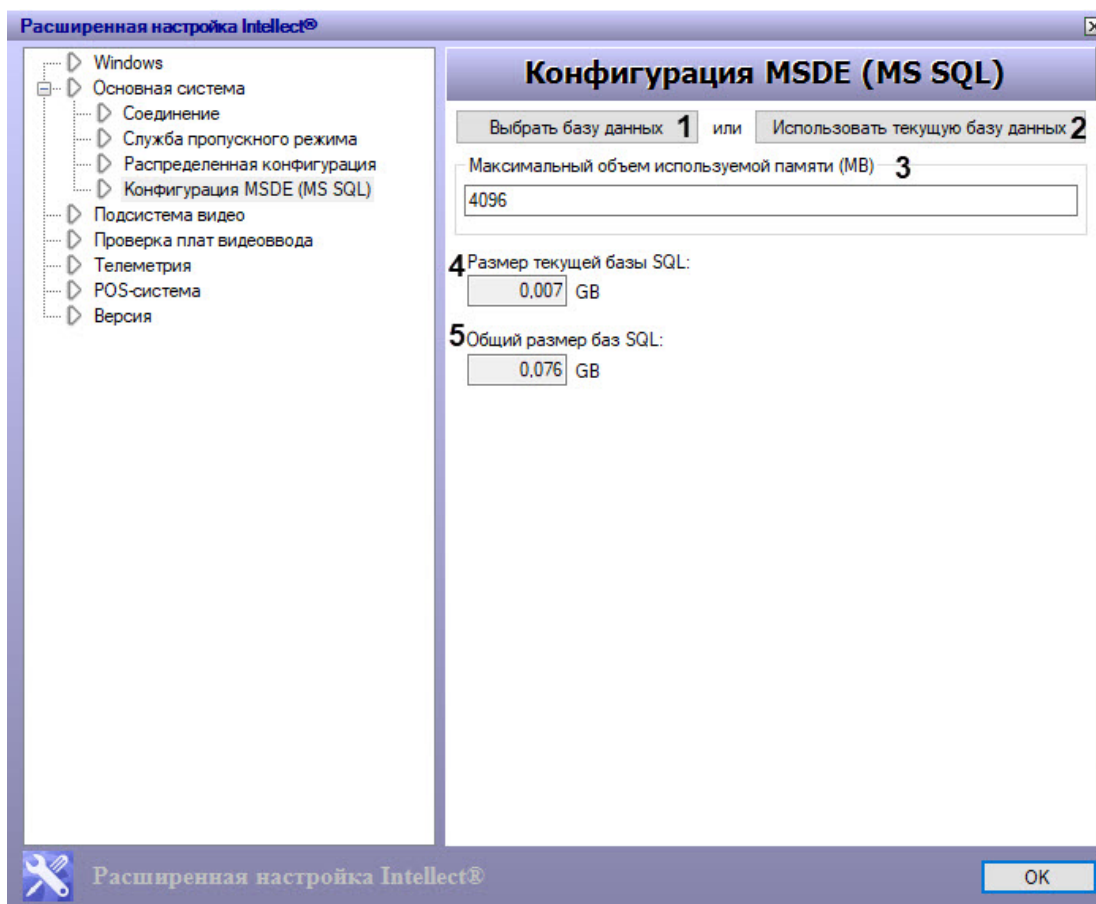 Расширенная настройка Intellect®
Windows
Основная система
Соединение
Служба пропускного режима
Распределенная конфигурация
Конфигурация MSDE (MS SQL)
Подсистема видео
Проверка плат видеоввода
Телеметрия
POS-система
Версия
Конфигурация MSDE (MS SQL)
Выбрать базу данных 1 или Использовать текущую базу данных 2
Максимальный объем используемой памяти (MB) 3
4096
4 Размер текущей базы SQL:
0,007 GB
5 Общий размер баз SQL:
0,076 GB
Расширенная настройка Intellect®
OK